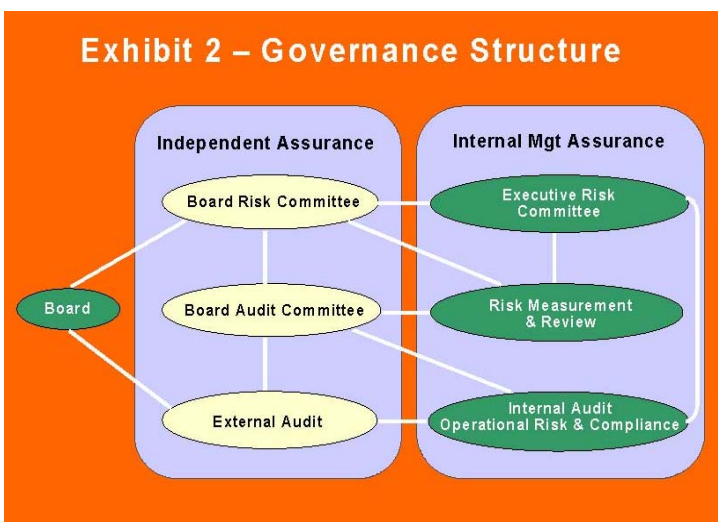 Exhibit 2 – Governance Structure
Independent Assurance
Internal Mgt Assurance
Board Risk Committee
Executive Risk
Committee
Board
Board Audit Committee
Risk Measurement
& Review
External Audit
Internal Audit
Operational Risk & Compliance